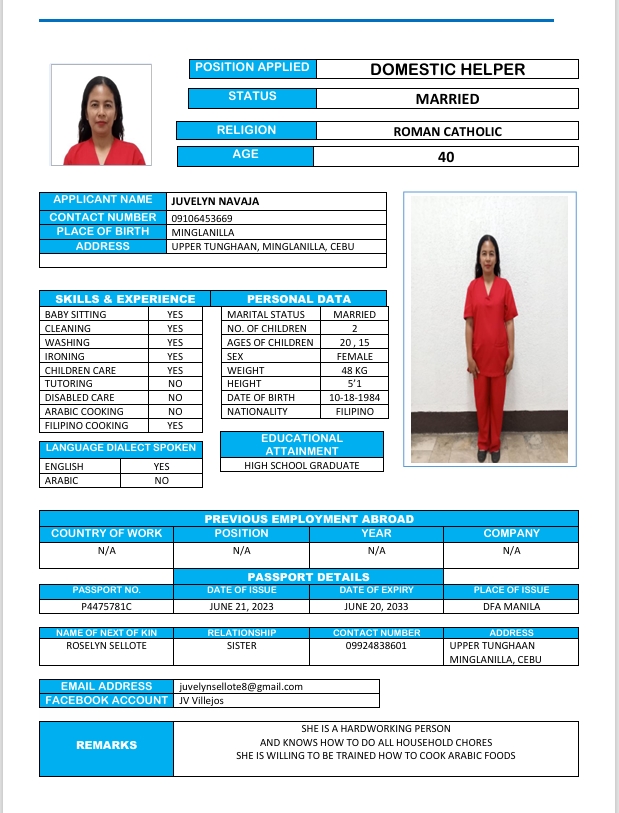 POSITION APPLIED DOMESTIC HELPER
STATUS MARRIED
RELIGION ROMAN CATHOLIC
AGE 40
APPLICANT NAME JUVELYN NAVAJA
CONTACT NUMBER 09106453669
PLACE OF BIRTH MINGLANILLA
ADDRESS UPPER TUNGHAAN, MINGLANILLA, CEBU
SKILLS & EXPERIENCE
BABY SITTING YES
CLEANING YES
WASHING YES
IRONING YES
CHILDREN CARE YES
TUTORING NO
DISABLED CARE NO
ARABIC COOKING NO
FILIPINO COOKING YES
LANGUAGE DIALECT SPOKEN
ENGLISH YES
ARABIC NO
PERSONAL DATA
MARITAL STATUS MARRIED
NO. OF CHILDREN 2
AGES OF CHILDREN 20 , 15
SEX FEMALE
WEIGHT 48 KG
HEIGHT 5'1
DATE OF BIRTH 10-18-1984
NATIONALITY FILIPINO
EDUCATIONAL
ATTAINMENT
HIGH SCHOOL GRADUATE
PREVIOUS EMPLOYMENT ABROAD
COUNTRY OF WORK POSITION YEAR COMPANY
N/A N/A N/A N/A
PASSPORT DETAILS
PASSPORT NO. DATE OF ISSUE DATE OF EXPIRY PLACE OF ISSUE
P4475781C JUNE 21, 2023 JUNE 20, 2033 DFA MANILA
NAME OF NEXT OF KIN RELATIONSHIP CONTACT NUMBER ADDRESS
ROSELYN SELLOTE SISTER 09924838601 UPPER TUNGHAAN
MINGLANILLA, CEBU
EMAIL ADDRESS juvelynsellote8@gmail.com
FACEBOOK ACCOUNT JV Villejos
REMARKS
SHE IS A HARDWORKING PERSON
AND KNOWS HOW TO DO ALL HOUSEHOLD CHORES
SHE IS WILLING TO BE TRAINED HOW TO COOK ARABIC FOODS